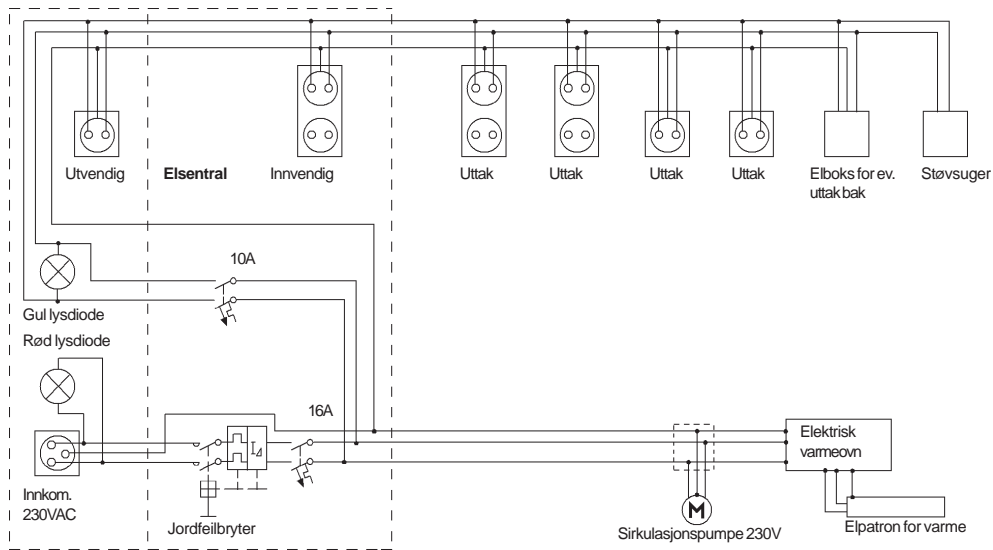 Utvendig
Elsentral
Innvendig
Uttak
Uttak
Uttak
Uttak
Elboks for ev.
uttak bak
Støvsuger
10A
Gul lysdiode
Rød lysdiode
16A
Innkom.
230VAC
Jordfeilbryter
I⊿
M
Sirkulasjonspumpe 230V
Elektrisk
varmeovn
Elpatron for varme